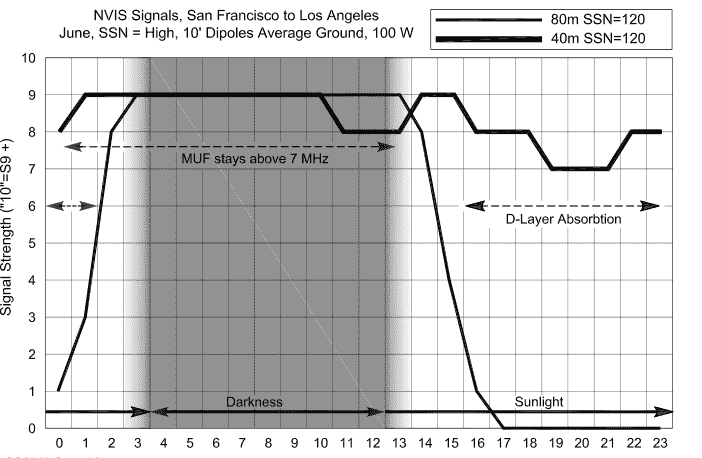 NVIS Signals, San Francisco to Los Angeles
June, SSN = High, 10' Dipoles Average Ground, 100 W
80m SSN=120
40m SSN=120
Signal Strength ("10"=S9 +)
10
9
8
7
6
5
4
3
2
1
0
MUF stays above 7 MHz
D-Layer Absorbtion
Darkness
Sunlight
0 1 2 3 4 5 6 7 8 9 10 11 12 13 14 15 16 17 18 19 20 21 22 23